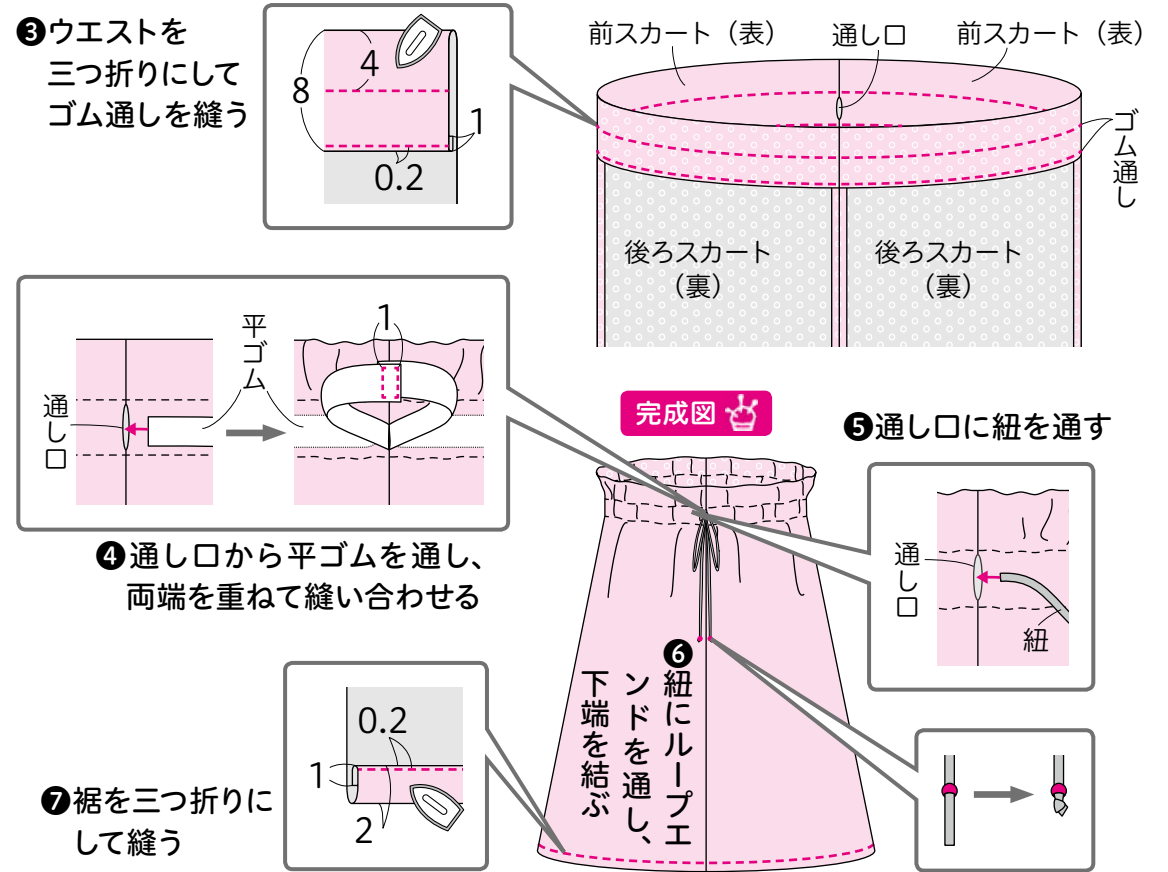 ❸ウエストを
三つ折りにして
ゴム通しを縫う
8
4
1
0.2
前スカート（表）
通し口
前スカート（表）
ゴム通し
後ろスカート
（裏）
後ろスカート
（裏）
通し口
平ゴム
1
❹通し口から平ゴムを通し、
両端を重ねて縫い合わせる
完成図
❺通し口に紐を通す
通し口
紐
❻紐にループエ
ンドを通し、
下端を結ぶ
❼裾を三つ折りに
して縫う
0.2
1
2